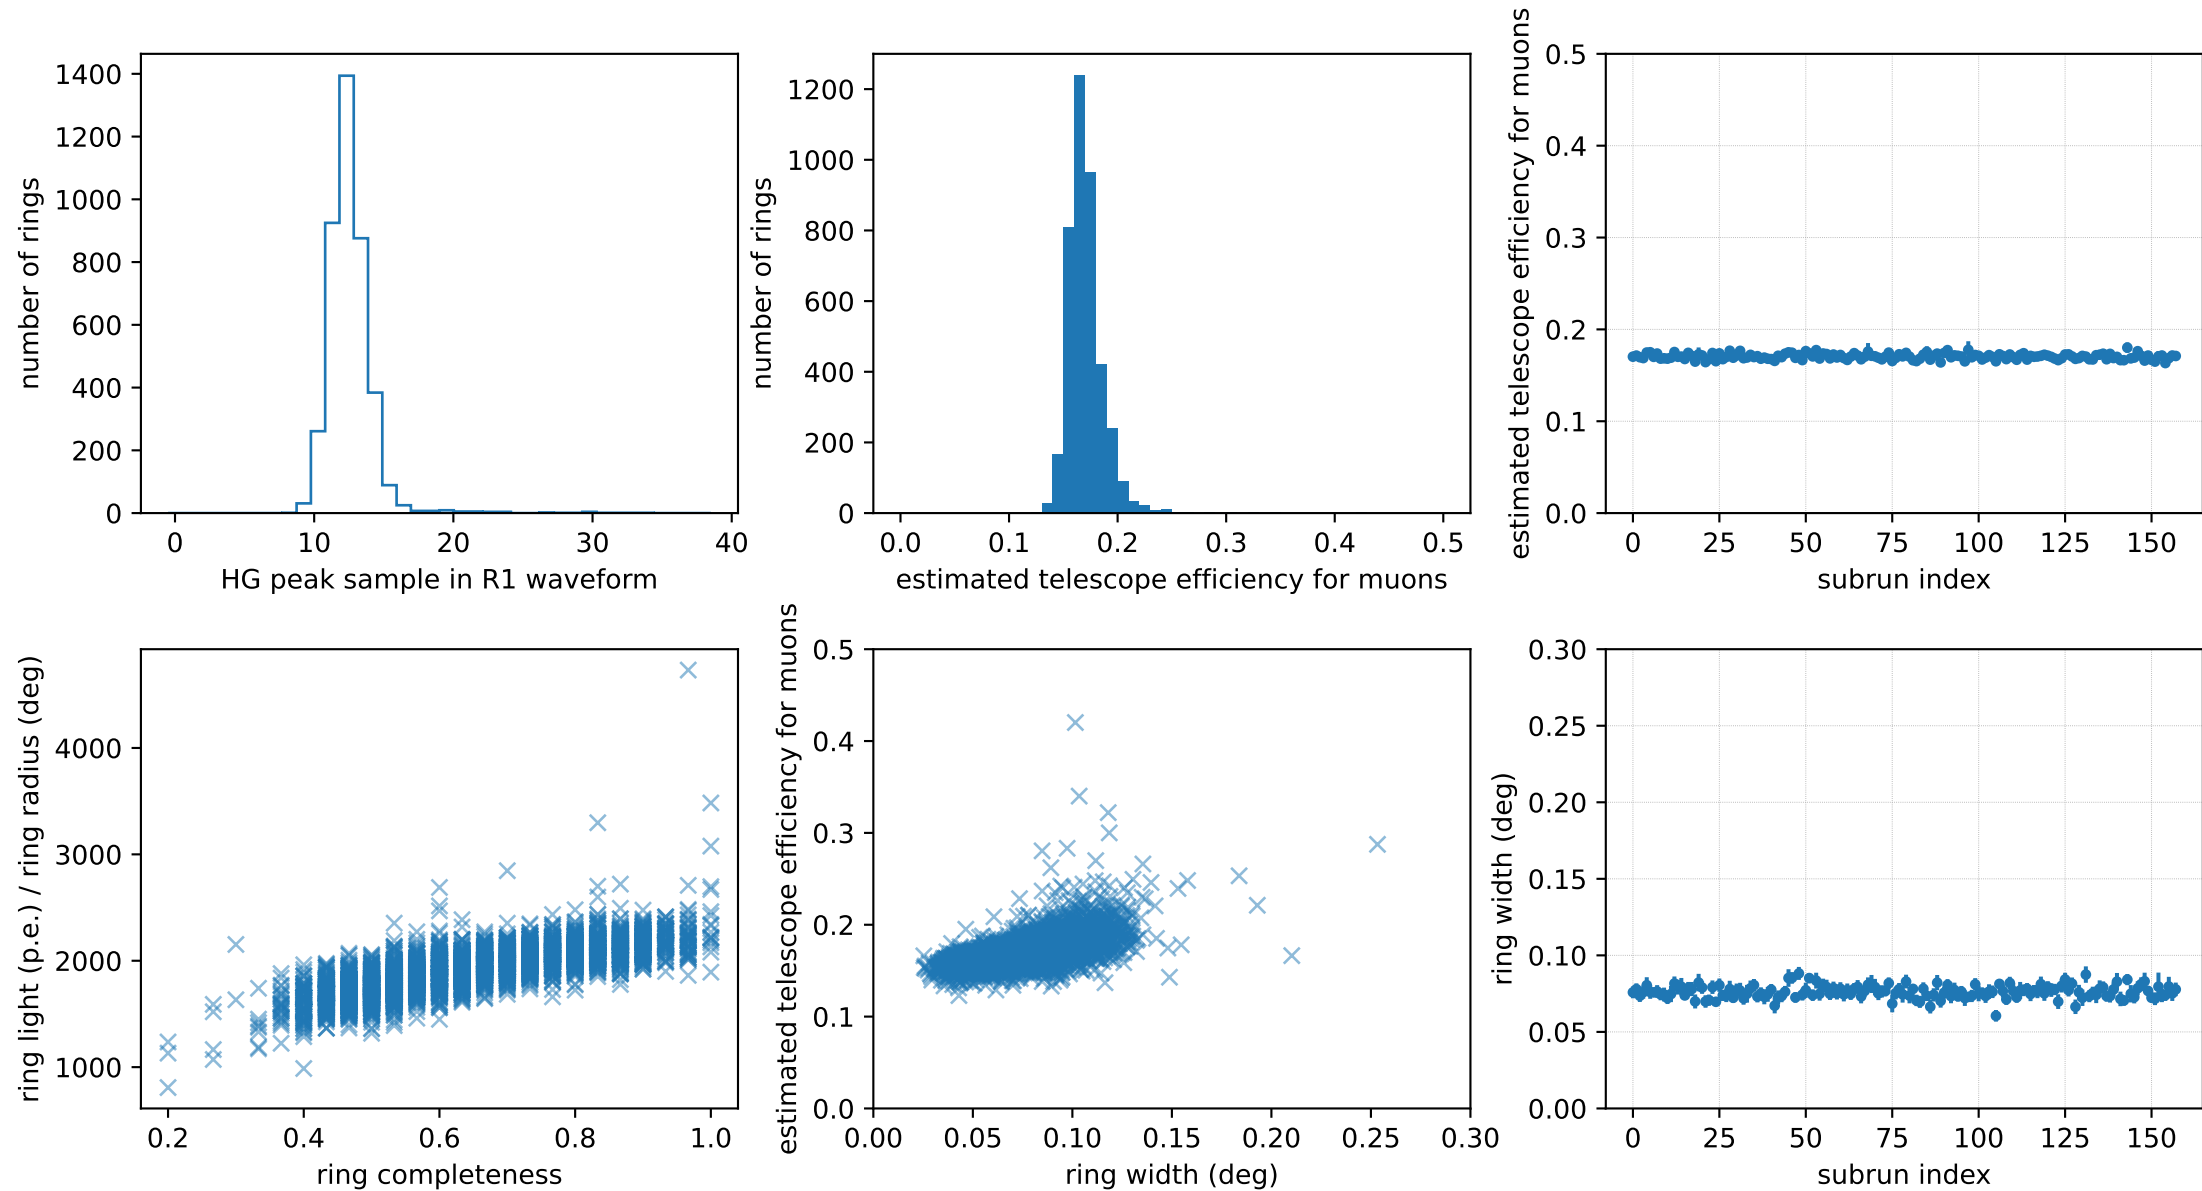 number of rings
1400
1200
1000
800
600
400
200
0
0 10 20 30 40
HG peak sample in R1 waveform
number of rings
1200
1000
800
600
400
200
0
0.0 0.1 0.2 0.3 0.4 0.5
estimated telescope efficiency for muons
estimated telescope efficiency for muons
0.5
0.4
0.3
0.2
0.1
0.0
0 25 50 75 100 125 150
subrun index
ring light (p.e.) / ring radius (deg)
4000
3000
2000
1000
0.2 0.4 0.6 0.8 1.0
ring completeness
estimated telescope efficiency for muons
0.5
0.4
0.3
0.2
0.1
0.0
0.00 0.05 0.10 0.15 0.20 0.25 0.30
ring width (deg)
ring width (deg)
0.30
0.25
0.20
0.15
0.10
0.05
0.00
0 25 50 75 100 125 150
subrun index